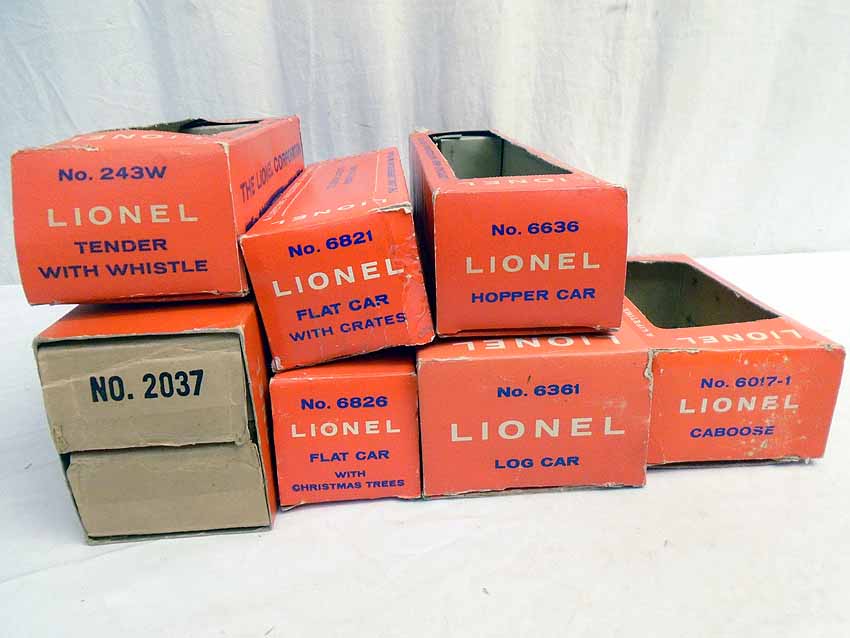 LIONEL
No. 243W
LIONEL
TENDER
WITH WHISTLE
THE LIONEL CORPORATION
No. 6821
LIONEL
FLAT CAR
WITH CRATES
No. 6636
LIONEL
HOPPER CAR
NO. 2037
No. 6826
LIONEL
FLAT CAR
WITH
CHRISTMAS TREES
LIONEL
No. 6361
LIONEL
LOG CAR
LIONEL
No. 6017-1
LIONEL
CABOOSE